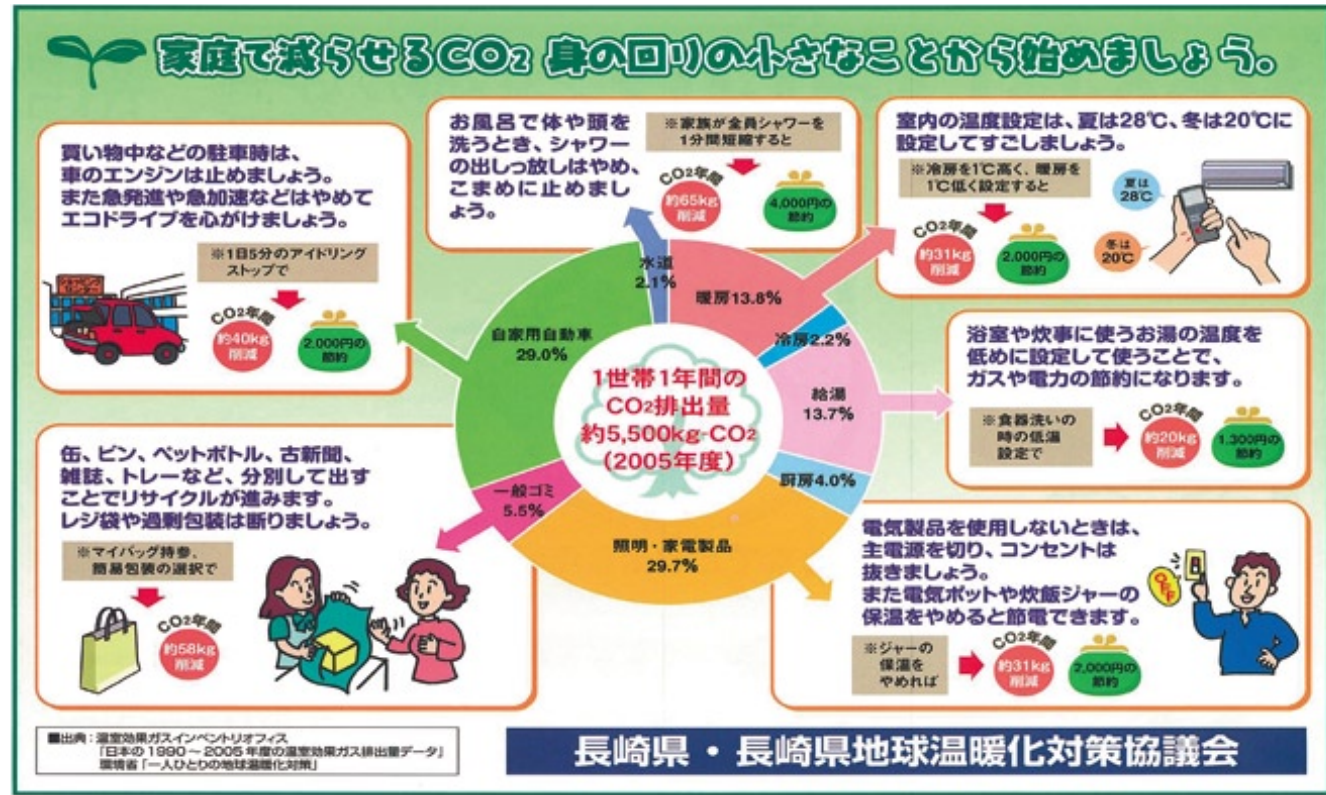 家庭で減らせるCO₂ 身の回りの小さなことから始めましょう。
買い物中などの駐車時は、
車のエンジンは止めましょう。
また急発進や急加速などはやめて
エコドライブを心がけましょう。
※1日5分のアイドリング
ストップで
CO₂年間
約40kg
削減
2,000円の
節約
お風呂で体や頭を
洗うとき、シャワー
の出しっ放しはやめ、
こまめに止めまし
ょう。
※家族が全員シャワーを
1分間短縮すると
CO₂年間
約65kg
削減
4,000円の
節約
室内の温度設定は、夏は28℃、冬は20℃に
設定してすごしましょう。
※冷房を1℃高く、暖房を
1℃低く設定すると
CO₂年間
約31kg
削減
2,000円の
節約
夏は
28℃
冬は
20℃
水道
2.1%
暖房13.8%
冷房2.2%
給湯
13.7%
厨房4.0%
照明・家電製品
29.7%
一般ゴミ
5.5%
自家用自動車
29.0%
1世帯1年間の
CO₂排出量
約5,500kg-CO₂
(2005年度)
浴室や炊事に使うお湯の温度を
低めに設定して使うことで、
ガスや電力の節約になります。
※食器洗いの
時の低温
設定で
CO₂年間
約20kg
削減
1,300円の
節約
缶、ビン、ペットボトル、古新聞、
雑誌、トレーなど、分別して出す
ことでリサイクルが進みます。
レジ袋や過剰包装は断りましょう。
※マイバッグ持参、
簡易包装の選択で
CO₂年間
約58kg
削減
電気製品を使用しないときは、
主電源を切り、コンセントは
抜きましょう。
また電気ポットや炊飯ジャーの
保温をやめると節電できます。
※ジャーの
保温を
やめれば
CO₂年間
約31kg
削減
2,000円の
節約
OFF
■出典：温室効果ガスインベントリオフィス
「日本の1990～2005年度の温室効果ガス排出量データ」
環境省「一人ひとりの地球温暖化対策」
長崎県・長崎県地球温暖化対策協議会